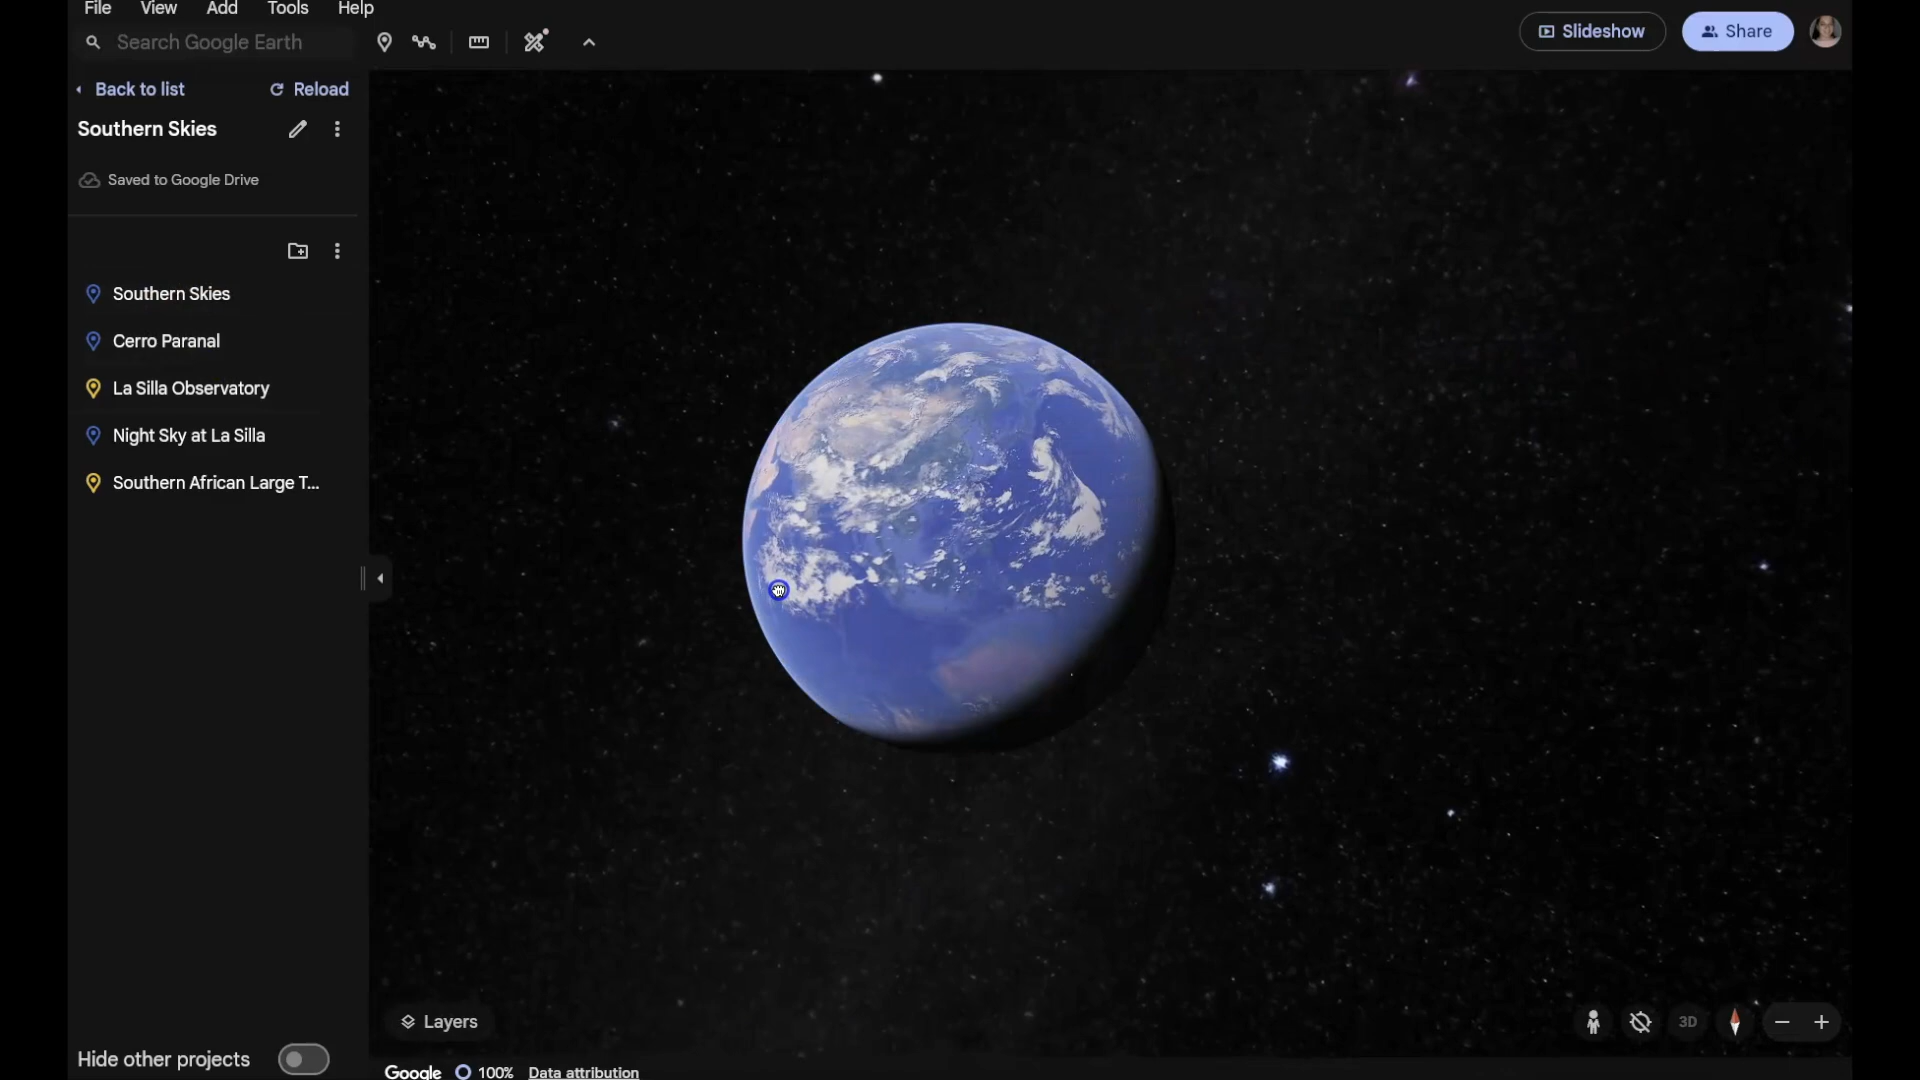 File View Add Tools Help
Search Google Earth
Slideshow
Share
Back to list
Reload
Southern Skies
Saved to Google Drive
Southern Skies
Cerro Paranal
La Silla Observatory
Night Sky at La Silla
Southern African Large T...
Layers
3D
Hide other projects
Google 100% Data attribution